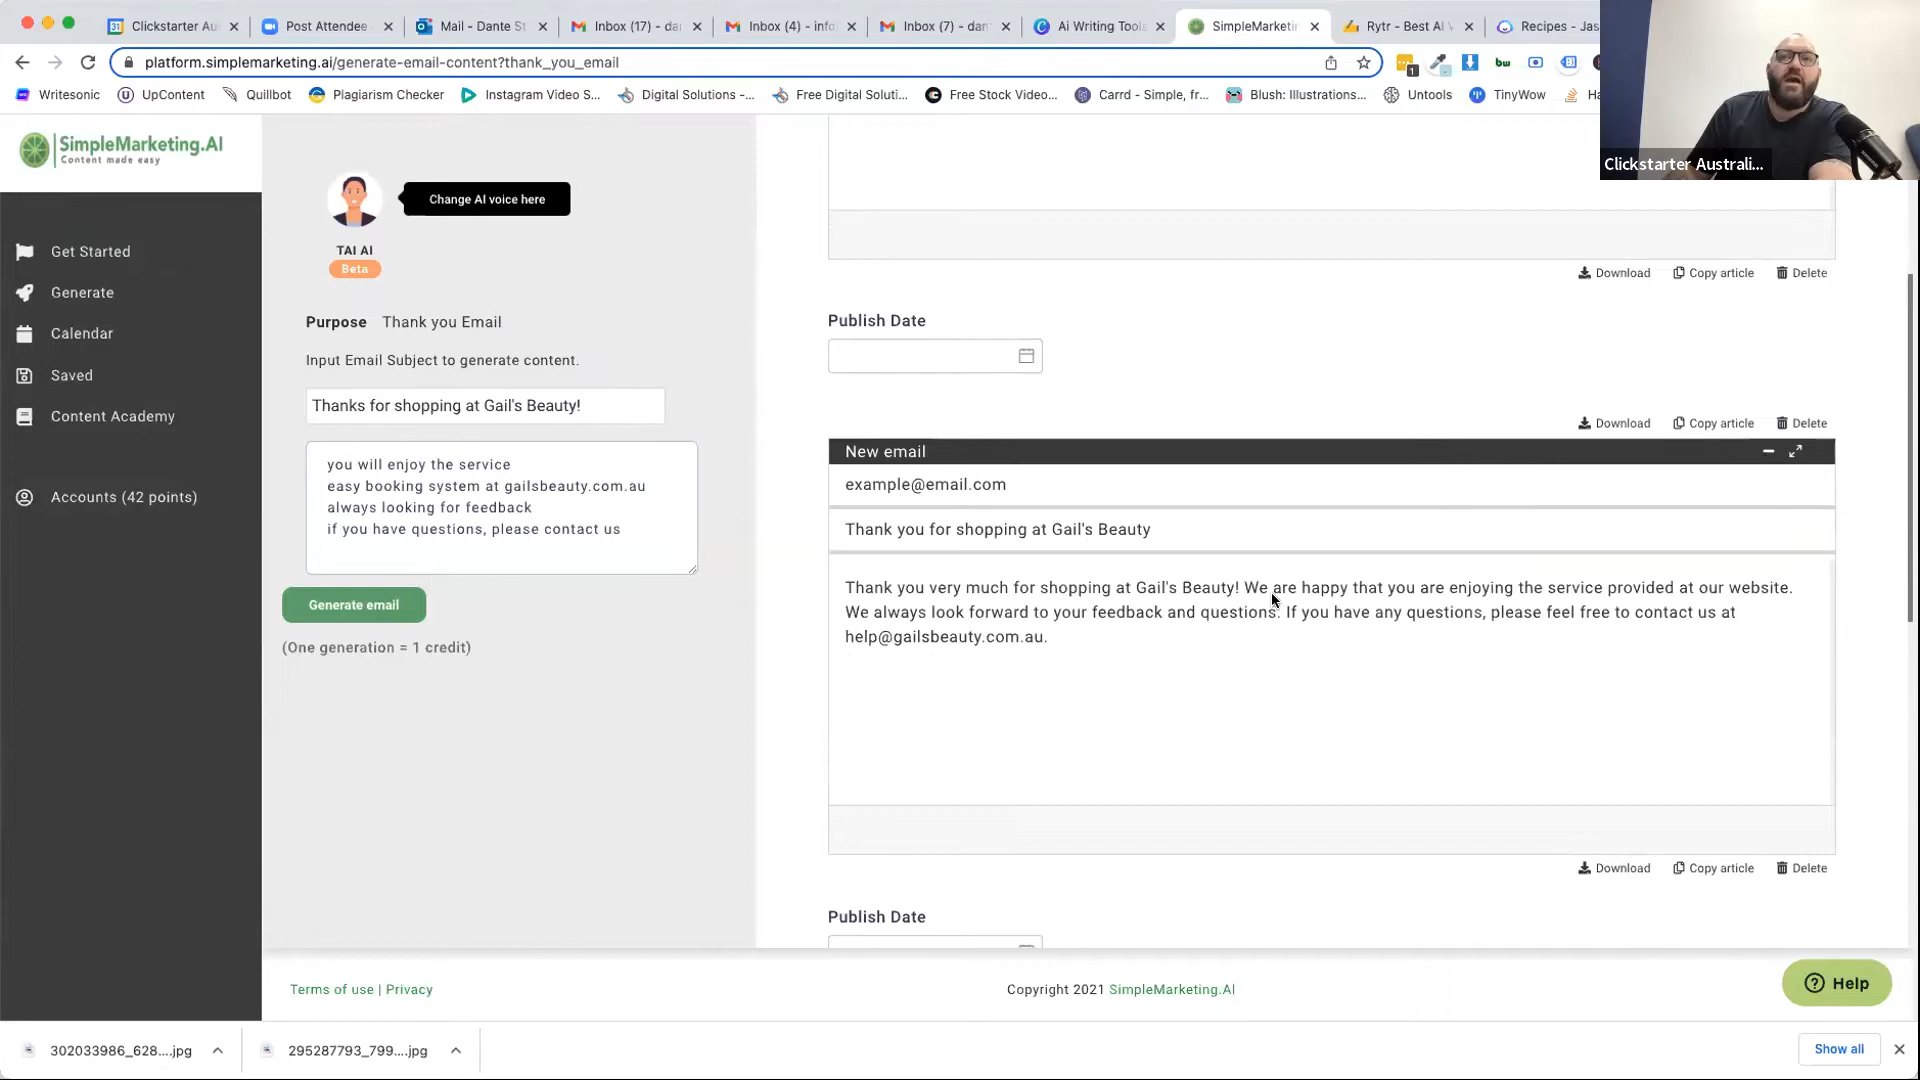 Clickstarter Au
Post Attendee
Mail - Dante St
Inbox (17) - da
Inbox (4) - info
Inbox (7) - dan
Ai Writing Tools
SimpleMarketin
Rytr - Best AI
Recipes - Jas
platform.simplemarketing.ai/generate-email-content?thank_you_email
1
bw
Writesonic
UpContent
Quillbot
Plagiarism Checker
Instagram Video S...
Digital Solutions -...
Free Digital Soluti...
Free Stock Video...
Carrd - Simple, fr...
Blush: Illustrations...
Untools
TinyWow
Clickstarter Australi...
SimpleMarketing.AI
Content made easy
Get Started
Generate
Calendar
Saved
Content Academy
Accounts (42 points)
Change AI voice here
TAI AI
Beta
Purpose Thank you Email
Input Email Subject to generate content.
Thanks for shopping at Gail's Beauty!
you will enjoy the service
easy booking system at gailsbeauty.com.au
always looking for feedback
if you have questions, please contact us
Generate email
(One generation = 1 credit)
Download Copy article Delete
Publish Date
Download Copy article Delete
New email
example@email.com
Thank you for shopping at Gail's Beauty
Thank you very much for shopping at Gail's Beauty! We are happy that you are enjoying the service provided at our website.
We always look forward to your feedback and questions. If you have any questions, please feel free to contact us at
help@gailsbeauty.com.au.
Download Copy article Delete
Publish Date
Terms of use | Privacy
Copyright 2021 SimpleMarketing.AI
Help
302033986_628....jpg
295287793_799....jpg
Show all